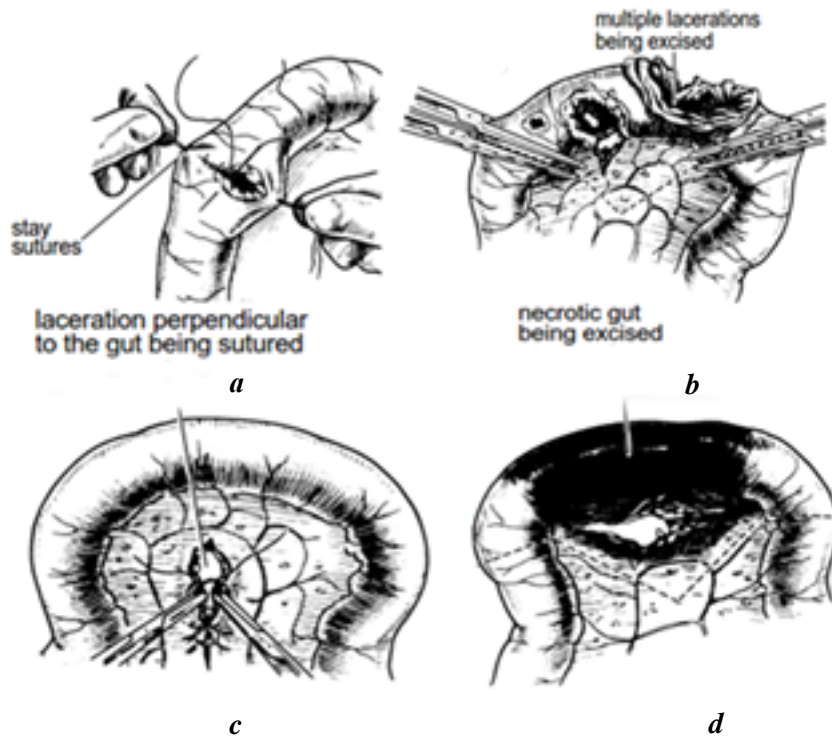 multiple lacerations
being excised
stay
sutures
laceration perpendicular
to the gut being sutured
necrotic gut
being excised
a
b
c
d